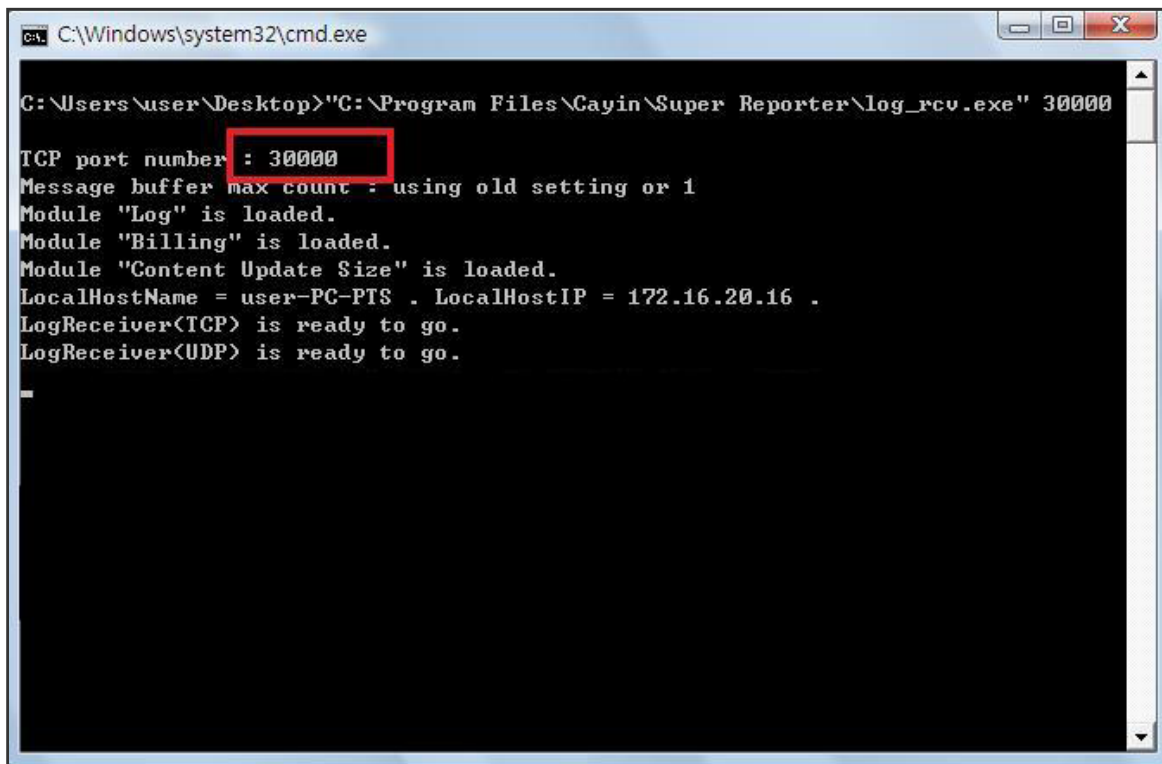 C:\Windows\system32\cmd.exe
C:\Users\user\Desktop>"C:\Program Files\Cayin\Super Reporter\log_rcv.exe" 30000
TCP port number : 30000
Message buffer max count : using old setting or 1
Module "Log" is loaded.
Module "Billing" is loaded.
Module "Content Update Size" is loaded.
LocalHostName = user-PC-PTS . LocalHostIP = 172.16.20.16 .
LogReceiver(TCP) is ready to go.
LogReceiver(UDP) is ready to go.